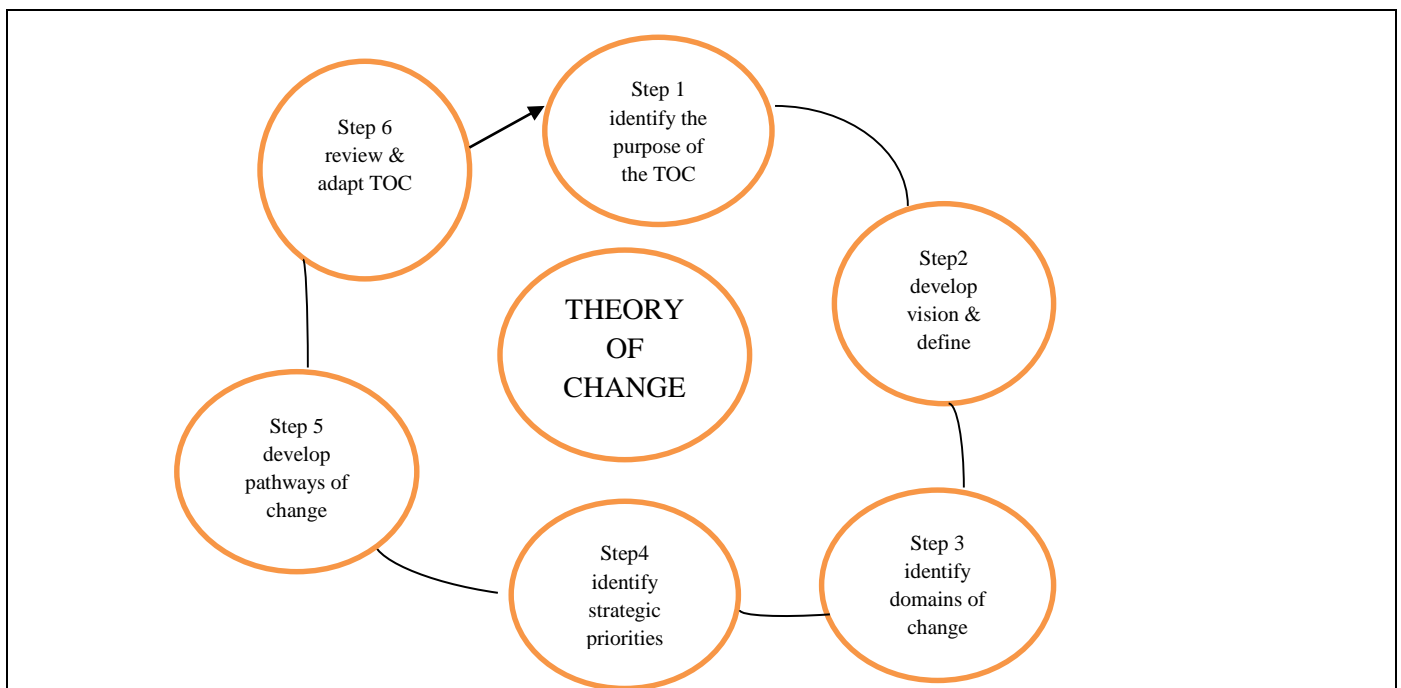 Step 1
identify the
purpose of
the TOC
Step2
develop
vision &
define
Step 3
identify
domains of
change
Step4
identify
strategic
priorities
Step 5
develop
pathways of
change
Step 6
review &
adapt TOC
THEORY
OF
CHANGE